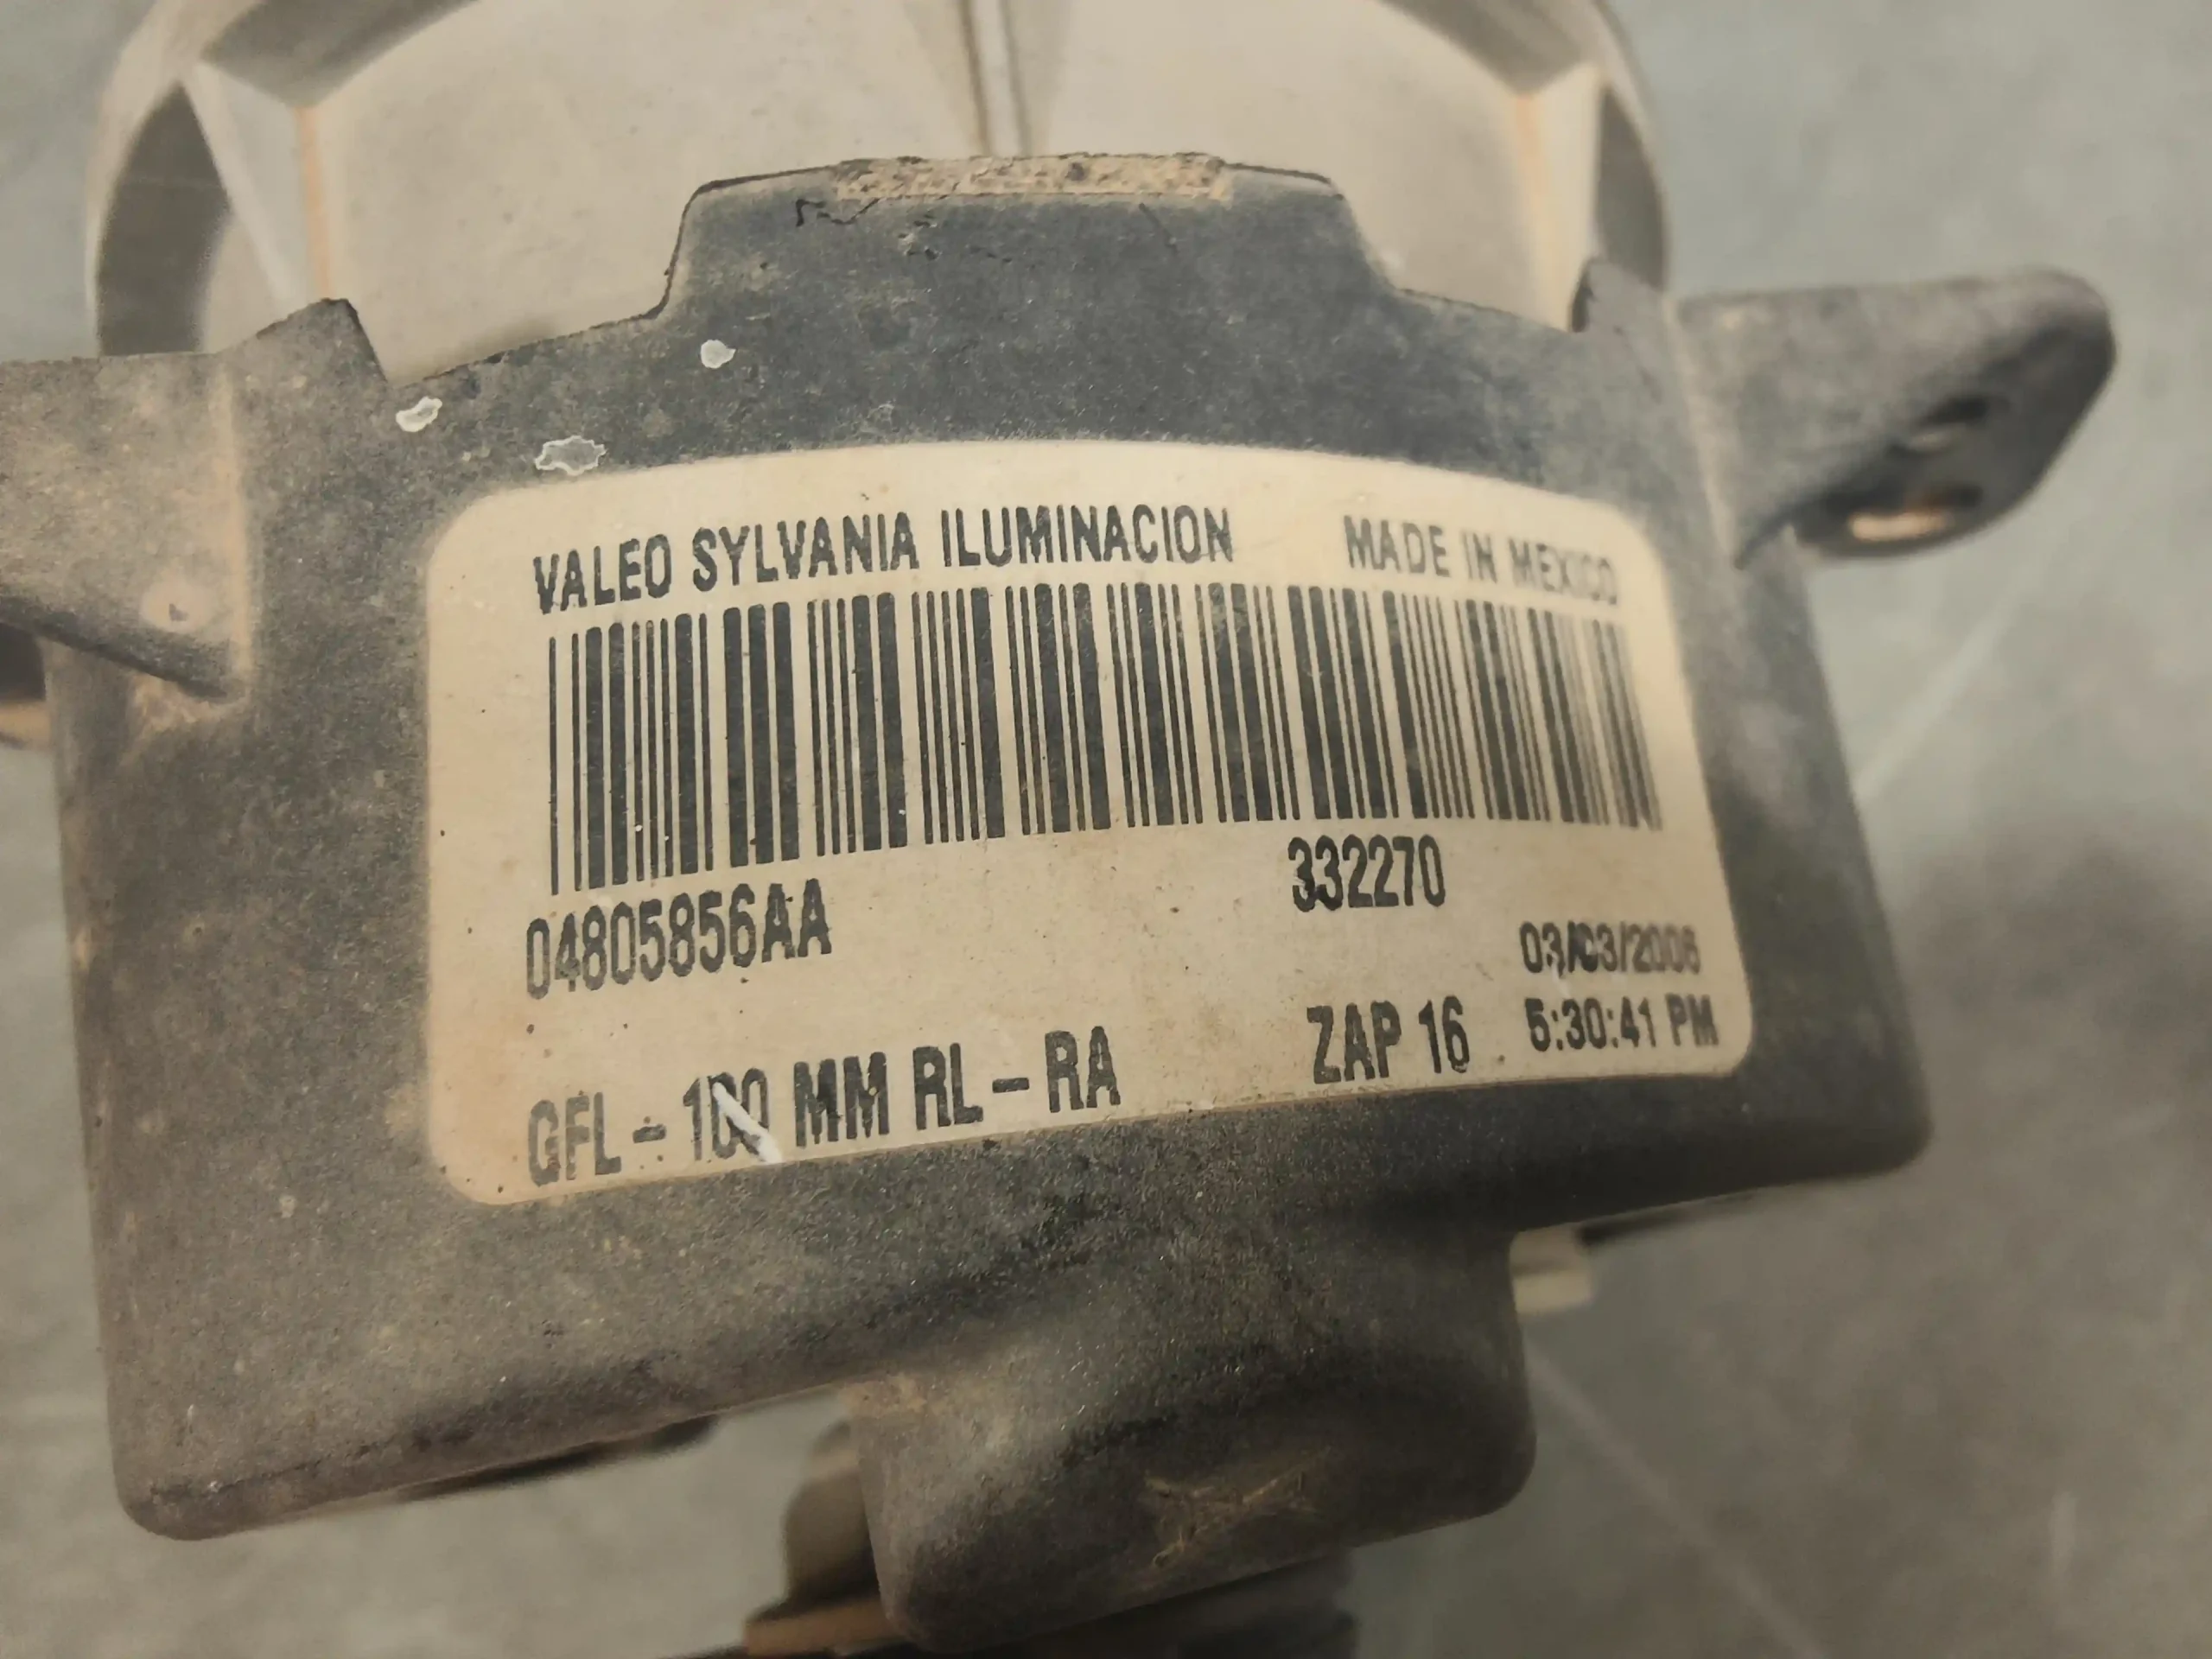 VALEO SYLVANIA ILUMINACION MADE IN MEXICO
04805856AA 332270
03/03/2006
GFL - 100 MM RL - RA ZAP 16 5:30:41 PM